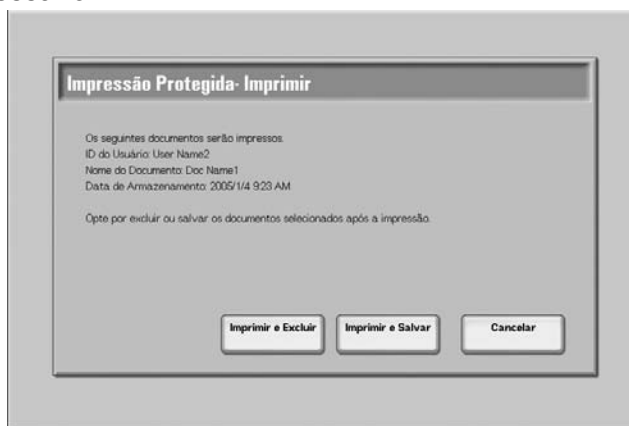 Impressão Protegida- Imprimir
Os seguintes documentos serão impressos.
ID do Usuário: User Name2
Nome do Documento: Doc Name1
Data de Armazenamento: 2005/1/4 9:23 AM
Opte por excluir ou salvar os documentos selecionados após a impressão.
Imprimir e Excluir Imprimir e Salvar Cancelar